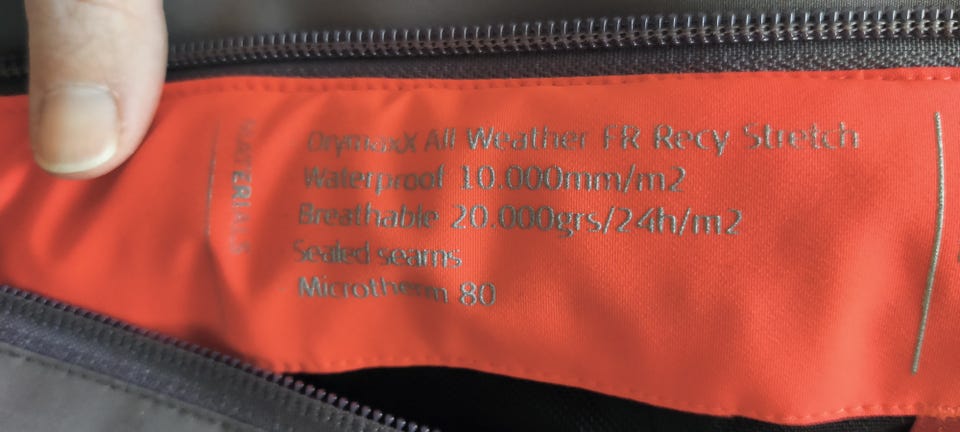 MATERIALS
DrymaxX All Weather FR Recy Stretch
Waterproof 10.000mm/m2
Breathable 20.000grs/24h/m2
Sealed seams
Microtherm 80